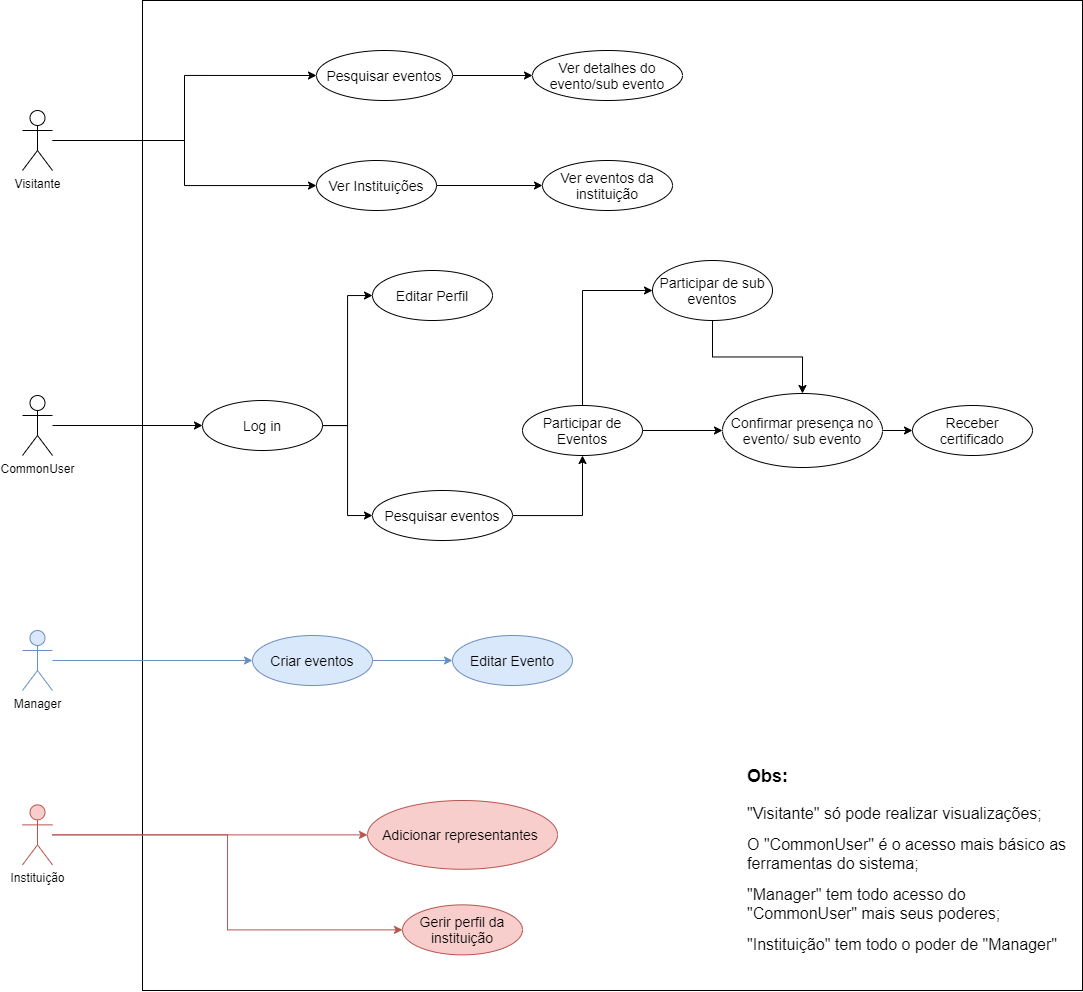 Pesquisar eventos
Ver detalhes do
evento/sub evento
Visitante
Ver Instituições
Ver eventos da
instituição
Editar Perfil
Participar de sub
eventos
CommonUser
Log in
Participar de
Eventos
Confirmar presença no
evento/ sub evento
Receber
certificado
Pesquisar eventos
Manager
Criar eventos
Editar Evento
Instituição
Adicionar representantes
Gerir perfil da
instituição
Obs:
"Visitante" só pode realizar visualizações;
O "CommonUser" é o acesso mais básico as
ferramentas do sistema;
"Manager" tem todo acesso do
"CommonUser" mais seus poderes;
"Instituição" tem todo o poder de "Manager"